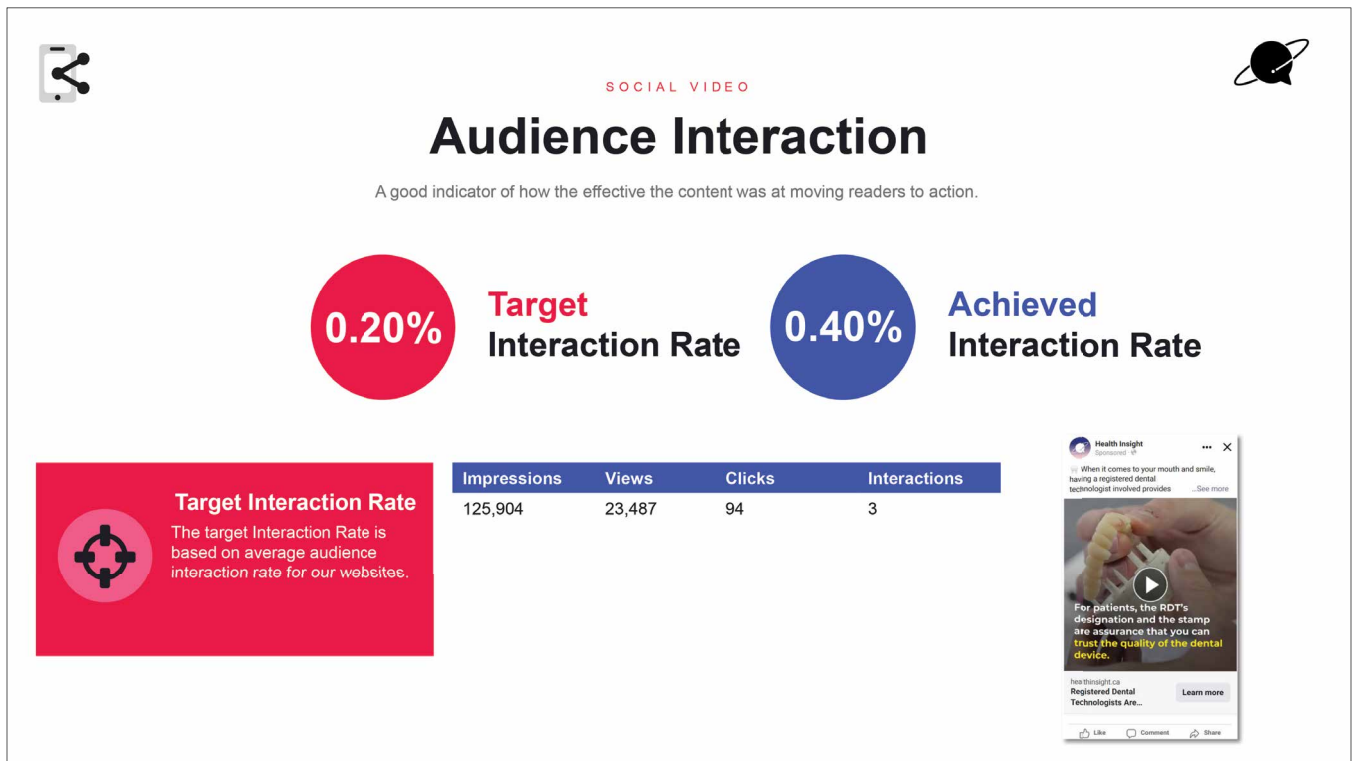 SOCIAL VIDEO
Audience Interaction
A good indicator of how the effective the content was at moving readers to action.
0.20%
Target
Interaction Rate
0.40%
Achieved
Interaction Rate
Target Interaction Rate
The target Interaction Rate is
based on average audience
interaction rate for our websites.
Impressions Views Clicks Interactions
125,904 23,487 94 3
Health Insight
Sponsored
When it comes to your mouth and smile,
having a registered dental
technologist involved provides ...See more
For patients, the RDT's
designation and the stamp
are assurance that you can
trust the quality of the dental
device.
healthinsight.ca
Registered Dental
Technologists Are...
Learn more
Like Comment Share